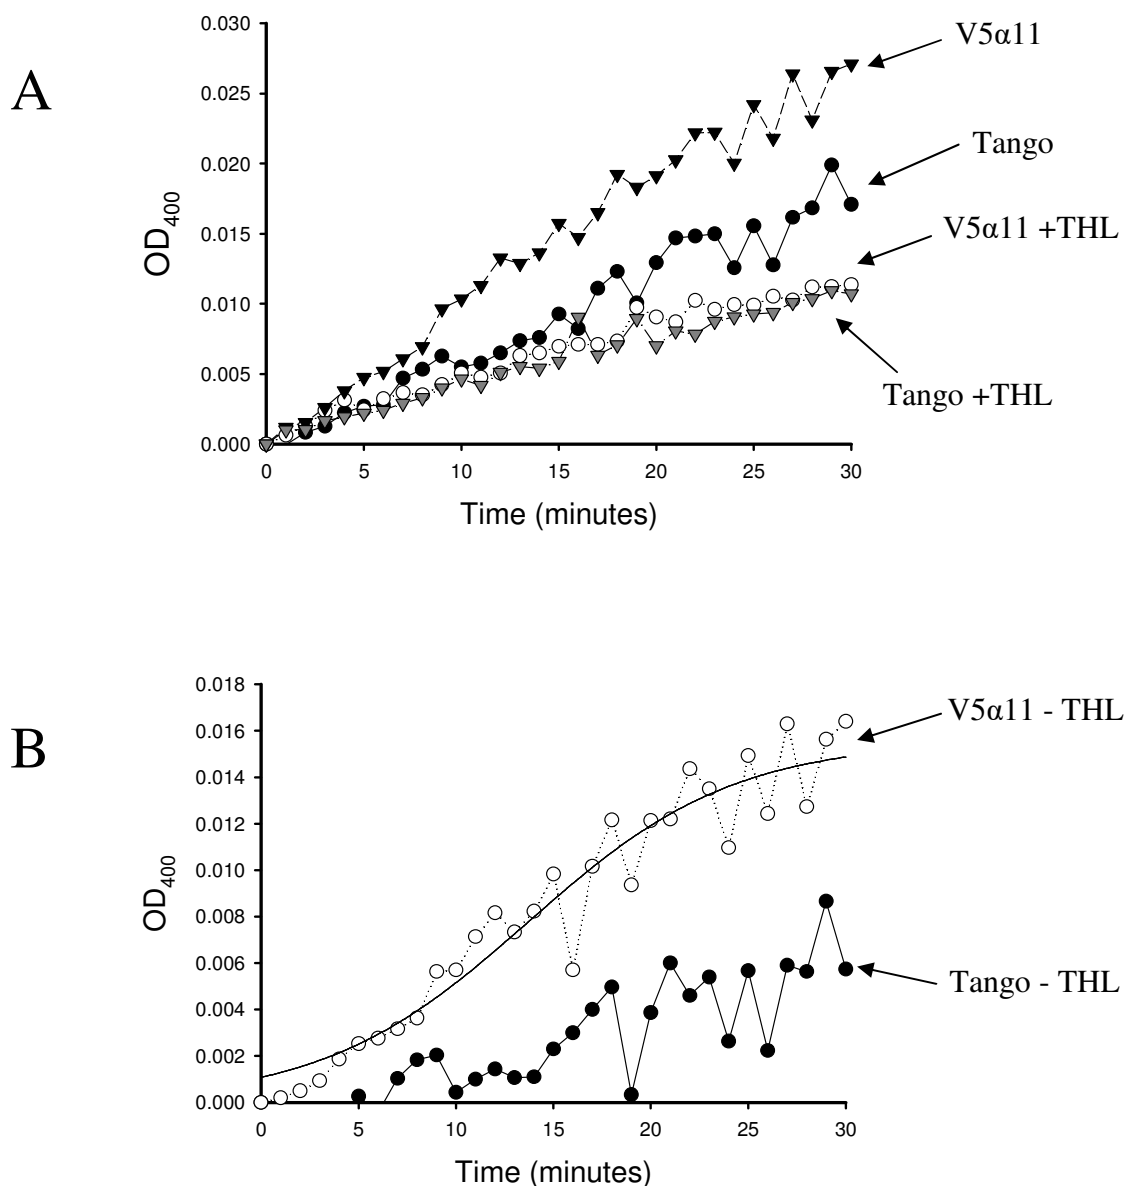 A
0.030
0.025
0.020
0.015
0.010
0.005
0.000
OD400
0 5 10 15 20 25 30
Time (minutes)
V5α11
Tango
V5α11 +THL
Tango +THL
B
0.018
0.016
0.014
0.012
0.010
0.008
0.006
0.004
0.002
0.000
OD400
0 5 10 15 20 25 30
Time (minutes)
V5α11 - THL
Tango - THL